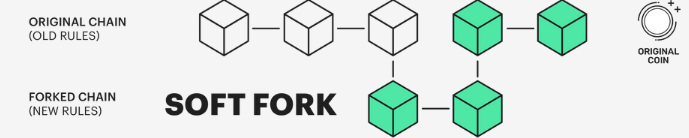 ORIGINAL CHAIN
(OLD RULES)
ORIGINAL
COIN
FORKED CHAIN
(NEW RULES)
SOFT FORK